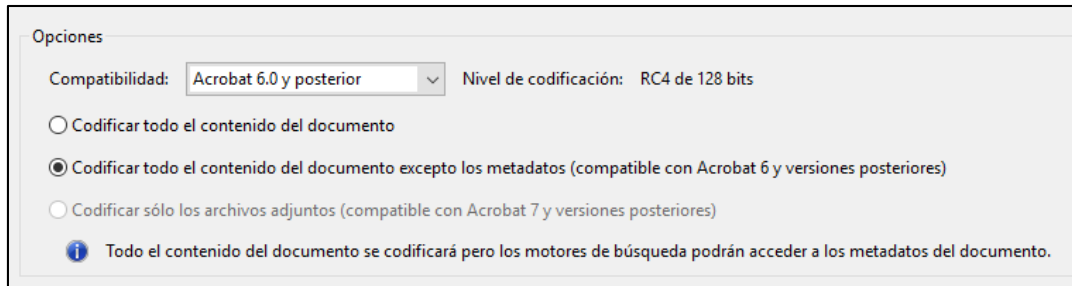 Opciones
Compatibilidad: Acrobat 6.0 y posterior Nivel de codificación: RC4 de 128 bits
Codificar todo el contenido del documento
Codificar todo el contenido del documento excepto los metadatos (compatible con Acrobat 6 y versiones posteriores)
Codificar sólo los archivos adjuntos (compatible con Acrobat 7 y versiones posteriores)
Todo el contenido del documento se codificará pero los motores de búsqueda podrán acceder a los metadatos del documento.